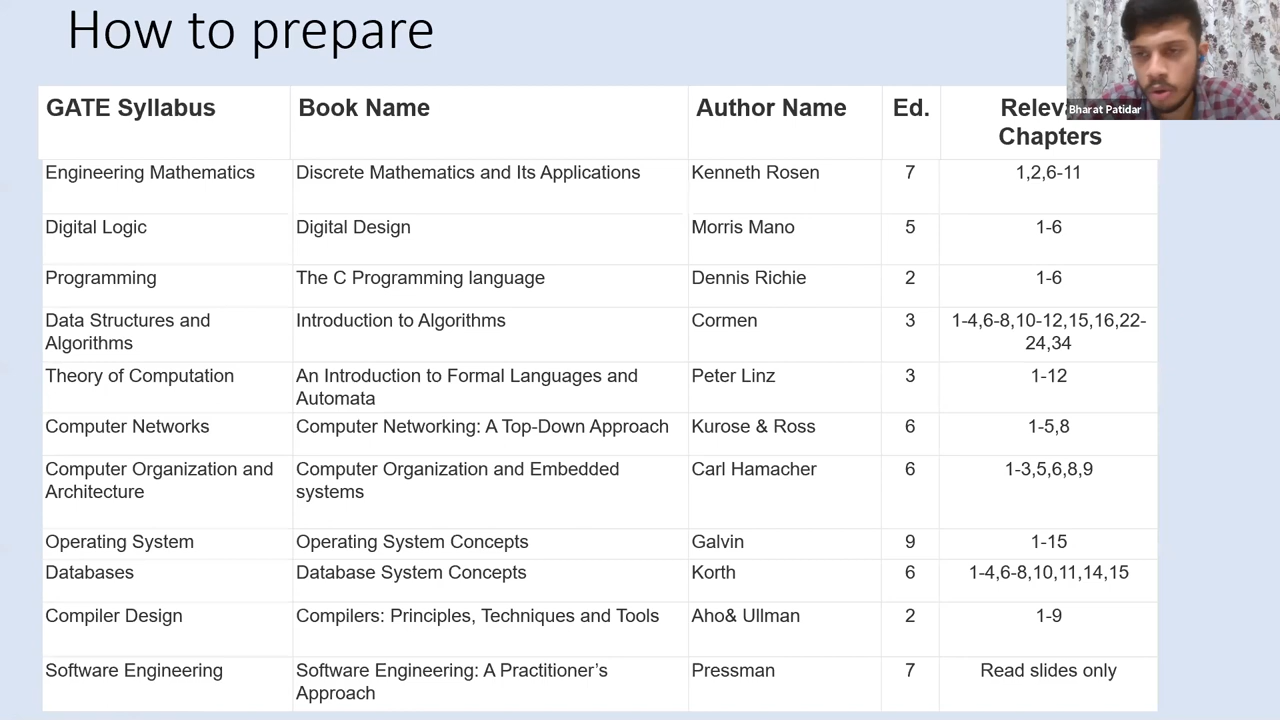 How to prepare
Bharat Patidar
GATE Syllabus Book Name Author Name Ed. Chapters
Engineering Mathematics Discrete Mathematics and Its Applications Kenneth Rosen 7 1,2,6-11
Digital Logic Digital Design Morris Mano 5 1-6
Programming The C Programming language Dennis Richie 2 1-6
Data Structures and Introduction to Algorithms Cormen 3 1-4,6-8,10-12,15,16,22-
Algorithms 24,34
Theory of Computation An Introduction to Formal Languages and Peter Linz 3 1-12
Automata
Computer Networks Computer Networking: A Top-Down Approach Kurose & Ross 6 1-5,8
Computer Organization and Computer Organization and Embedded Carl Hamacher 6 1-3,5,6,8,9
Architecture systems
Operating System Operating System Concepts Galvin 9 1-15
Databases Database System Concepts Korth 6 1-4,6-8,10,11,14,15
Compiler Design Compilers: Principles, Techniques and Tools Aho& Ullman 2 1-9
Software Engineering Software Engineering: A Practitioner’s Pressman 7 Read slides only
Approach